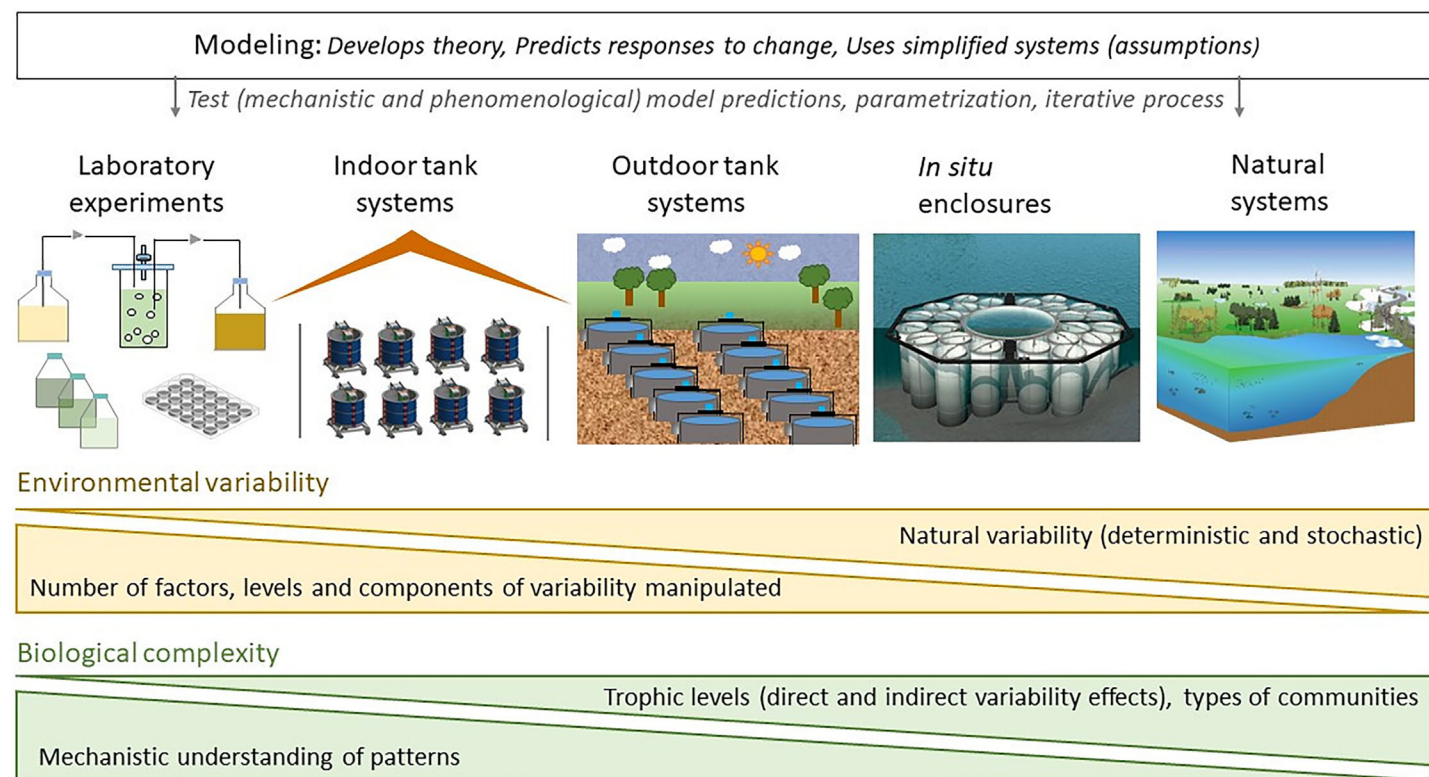 Modeling: Develops theory, Predicts responses to change, Uses simplified systems (assumptions)
Test (mechanistic and phenomenological) model predictions, parametrization, iterative process
Laboratory
experiments
Indoor tank
systems
Outdoor tank
systems
In situ
enclosures
Natural
systems
Environmental variability
Natural variability (deterministic and stochastic)
Number of factors, levels and components of variability manipulated
Biological complexity
Trophic levels (direct and indirect variability effects), types of communities
Mechanistic understanding of patterns